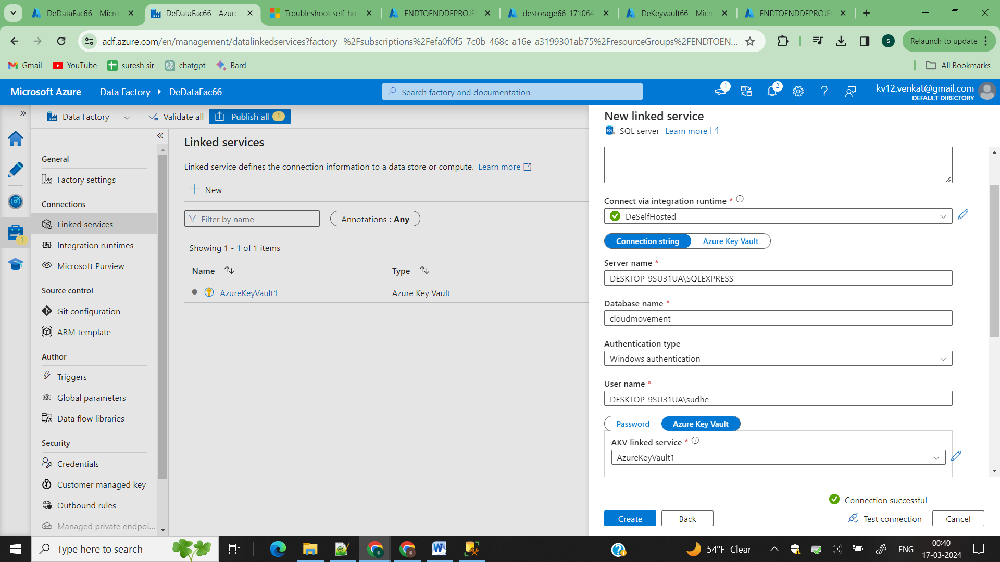 DeDataFac66 - Micro
DeDataFac66 - Azure
Troubleshoot self-hos
ENDTOENDDEPROJE
destorage66_171064
DeKeyvault66 - Micr
ENDTOENDDEPROJE
adf.azure.com/en/management/datalinkedservices?factory=%2Fsubscriptions%2Fefa0f0f5-7c0b-468c-a16e-a3199301ab75%2FresourceGroups%2FENDTOEN...
s
Relaunch to update
Gmail
YouTube
suresh sir
chatgpt
Bard
All Bookmarks
Microsoft Azure
Data Factory
DeDataFac66
Search factory and documentation
1
2
kv12.venkat@gmail.com
DEFAULT DIRECTORY
Data Factory
Validate all
Publish all 1
1
General
Factory settings
Connections
Linked services
Integration runtimes
Microsoft Purview
Source control
Git configuration
ARM template
Author
Triggers
Global parameters
Data flow libraries
Security
Credentials
Customer managed key
Outbound rules
Managed private endpoi...
Linked services
Linked service defines the connection information to a data store or compute. Learn more
New
Filter by name
Annotations : Any
Showing 1 - 1 of 1 items
Name
Type
AzureKeyVault1
Azure Key Vault
New linked service
SQL
SQL server Learn more
Connect via integration runtime *
DeSelfHosted
Connection string
Azure Key Vault
Server name *
DESKTOP-9SU31UA\SQLEXPRESS
Database name *
cloudmovement
Authentication type
Windows authentication
User name *
DESKTOP-9SU31UA\sudhe
Password
Azure Key Vault
AKV linked service *
AzureKeyVault1
Connection successful
Create
Back
Test connection
Cancel
Type here to search
54°F Clear
ENG
00:40
17-03-2024